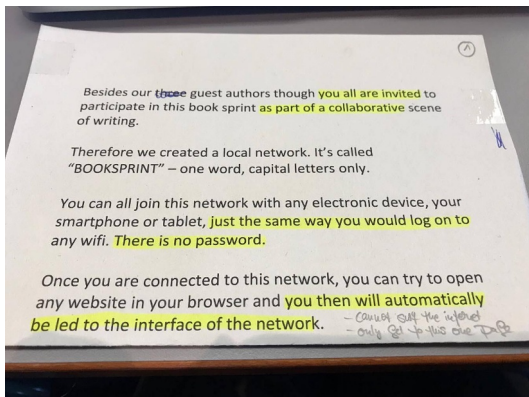 Besides our three guest authors though you all are invited to
participate in this book sprint as part of a collaborative scene
of writing.
Therefore we created a local network. It's called
"BOOKSPRINT" – one word, capital letters only.
You can all join this network with any electronic device, your
smartphone or tablet, just the same way you would log on to
any wifi. There is no password.
Once you are connected to this network, you can try to open
any website in your browser and you then will automatically
be led to the interface of the network.
- cannot surf the internet
- only get to this one page